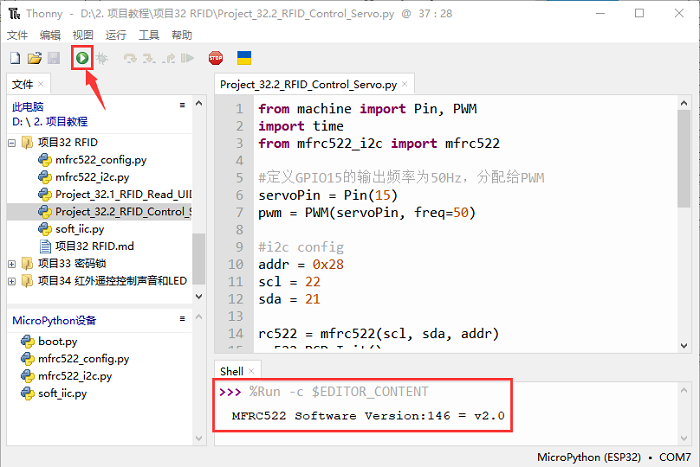 Thonny - D:\2. 项目教程\项目32 RFID\Project_32.2_RFID_Control_Servo.py @ 37 : 28
文件 编辑 视图 运行 工具 帮助
STOP
文件
此电脑
D: \ 2. 项目教程
项目32 RFID
mfrc522_config.py
mfrc522_i2c.py
Project_32.1_RFID_Read_UID
Project_32.2_RFID_Control_S
soft_iic.py
项目32 RFID.md
项目33 密码锁
项目34 红外遥控控制声音和LED
MicroPython设备
boot.py
mfrc522_config.py
mfrc522_i2c.py
soft_iic.py
Project_32.2_RFID_Control_Servo.py
1 from machine import Pin, PWM
2 import time
3 from mfrc522_i2c import mfrc522
4
5 #定义GPIO15的输出频率为50Hz，分配给PWM
6 servoPin = Pin(15)
7 pwm = PWM(servoPin, freq=50)
8
9 #i2c config
10 addr = 0x28
11 scl = 22
12 sda = 21
13
14 rc522 = mfrc522(scl, sda, addr)
Shell
>>> %Run -c $EDITOR_CONTENT
MFRC522 Software Version:146 = v2.0
MicroPython (ESP32) • COM7